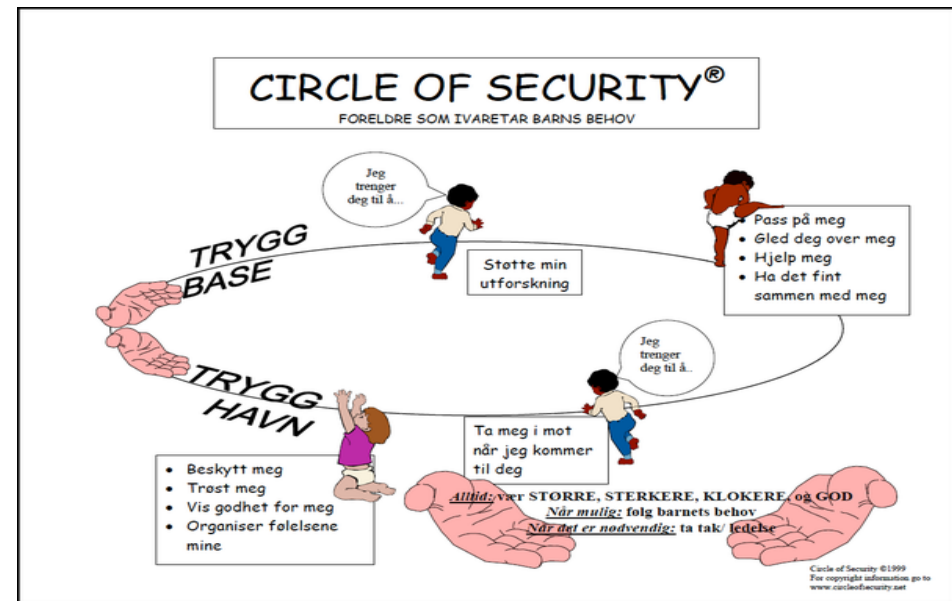 CIRCLE OF SECURITY®
FORELDRE SOM IVARETAR BARNS BEHOV
Jeg
trenger
deg til å...
TRYGG
BASE
Støtte min
utforskning
• Pass på meg
• Gled deg over meg
• Hjelp meg
• Ha det fint
sammen med meg
Jeg
trenger
deg til å..
TRYGG
HAVN
Ta meg i mot
når jeg kommer
til deg
• Beskytt meg
• Trøst meg
• Vis godhet for meg
• Organiser følelsene
mine
Alltid: vær STØRRE, STERKERE, KLOKERE, og GOD
Når mulig: følg barnets behov
Når det er nødvendig: ta tak/ ledelse
Circle of Security ©1999
For copyright information go to
www.circleofsecurity.net